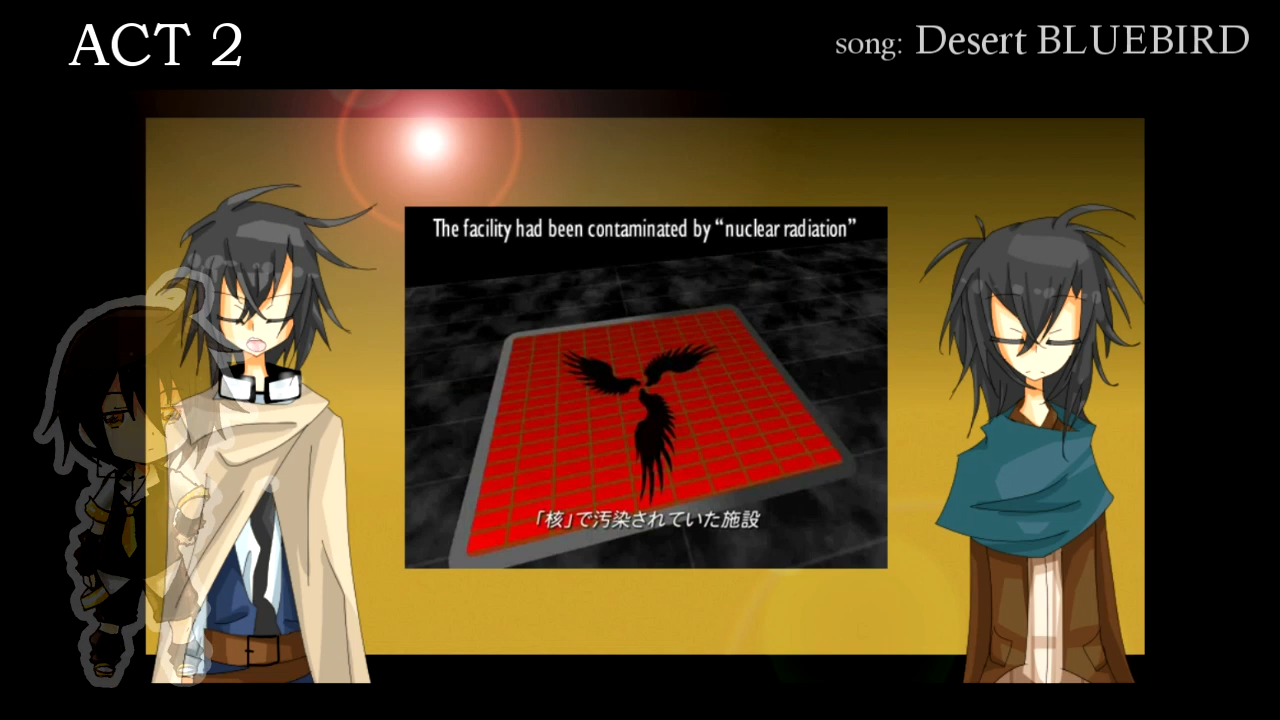 ACT 2
song: Desert BLUEBIRD
The facility had been contaminated by “nuclear radiation”
「核」で汚染されていた施設